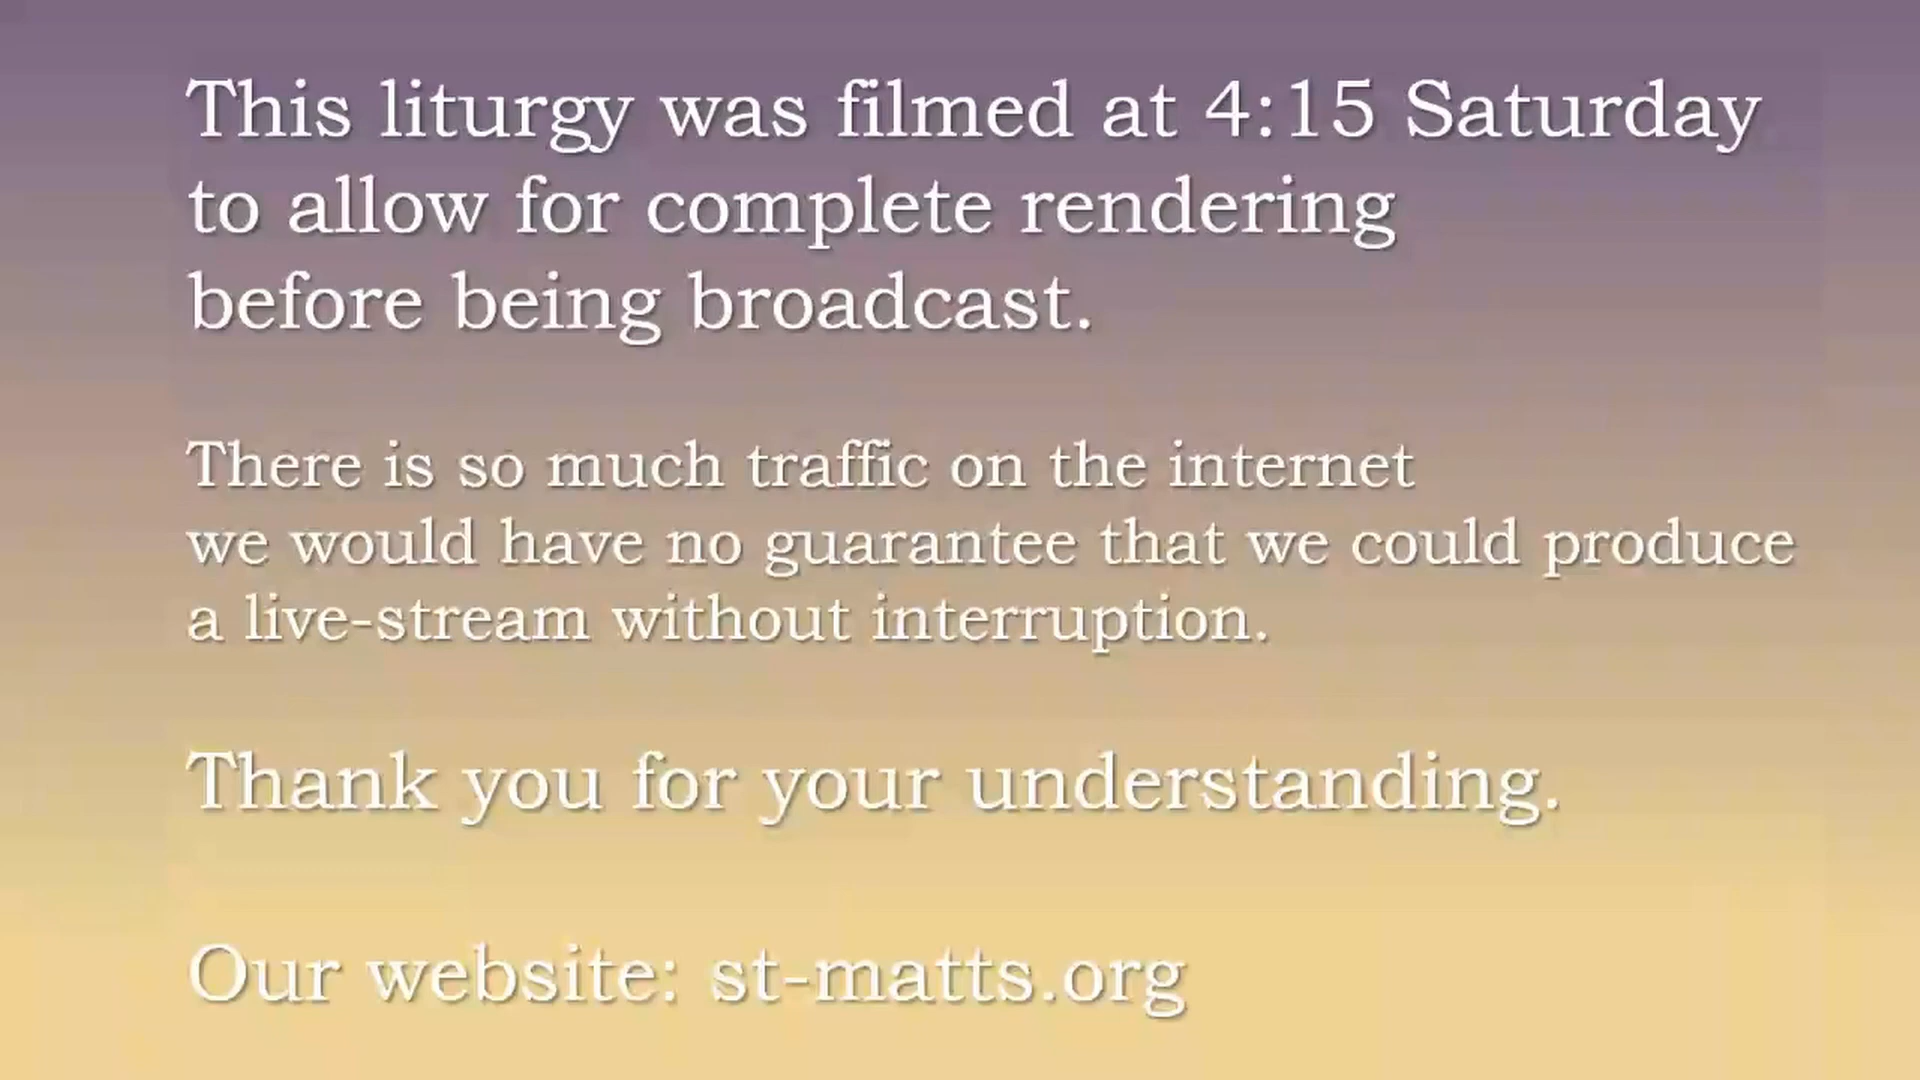 This liturgy was filmed at 4:15 Saturday
to allow for complete rendering
before being broadcast.
There is so much traffic on the internet
we would have no guarantee that we could produce
a live-stream without interruption.
Thank you for your understanding.
Our website: st-matts.org